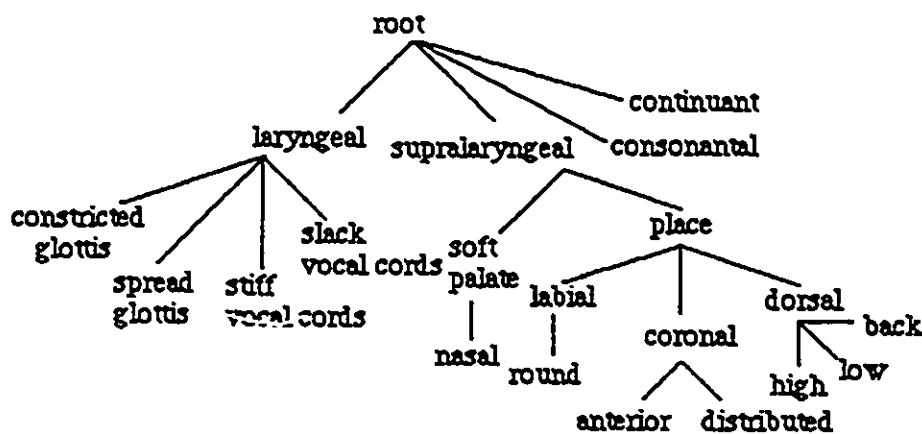 root
continuant
laryngeal
supralaryngeal
consonantal
constricted
glottis
spread
glottis
stiff
vocal cords
slack
vocal cords
soft
palate
nasal
place
labial
round
coronal
anterior
distributed
dorsal
high
low
back